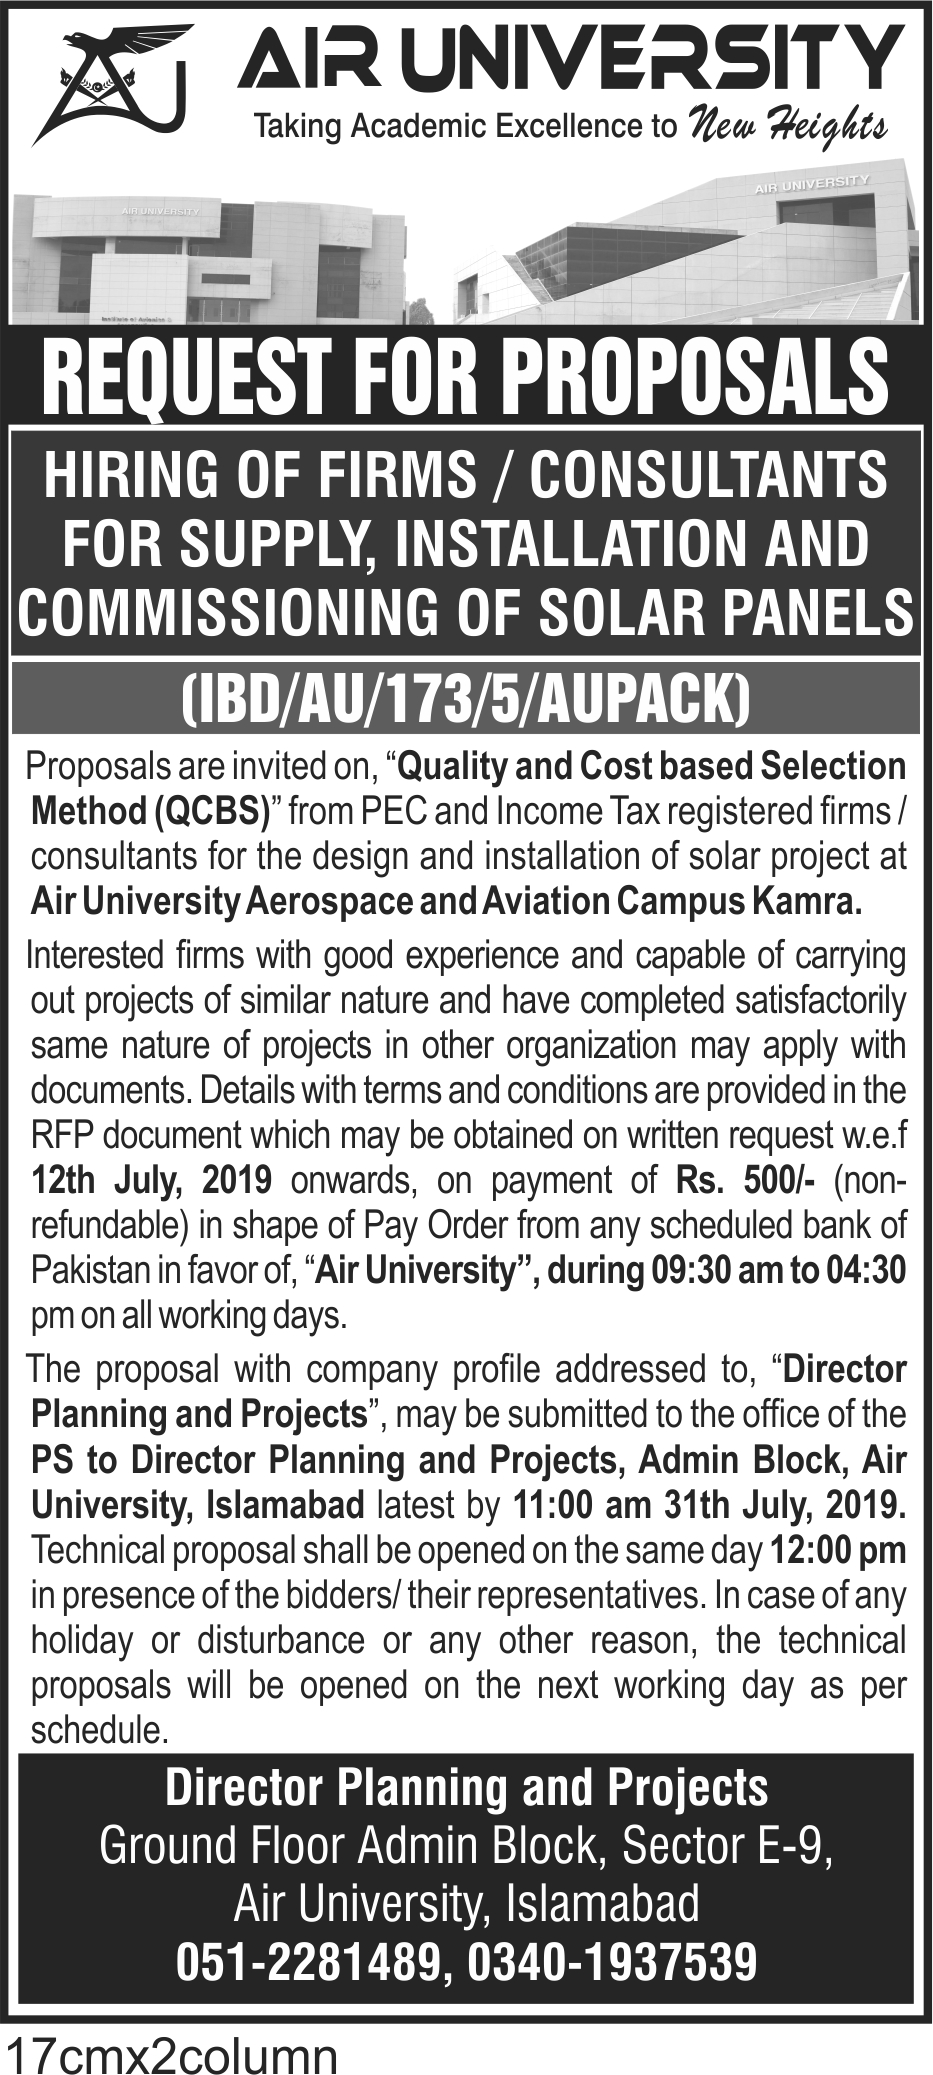 AIR UNIVERSITY
Taking Academic Excellence to New Heights
AIR UNIVERSITY
AIR UNIVERSITY
REQUEST FOR PROPOSALS
HIRING OF FIRMS / CONSULTANTS
FOR SUPPLY, INSTALLATION AND
COMMISSIONING OF SOLAR PANELS
(IBD/AU/173/5/AUPACK)
Proposals are invited on, “Quality and Cost based Selection
Method (QCBS)” from PEC and Income Tax registered firms /
consultants for the design and installation of solar project at
Air University Aerospace and Aviation Campus Kamra.
Interested firms with good experience and capable of carrying
out projects of similar nature and have completed satisfactorily
same nature of projects in other organization may apply with
documents. Details with terms and conditions are provided in the
RFP document which may be obtained on written request w.e.f
12th July, 2019 onwards, on payment of Rs. 500/- (non-
refundable) in shape of Pay Order from any scheduled bank of
Pakistan in favor of, “Air University”, during 09:30 am to 04:30
pm on all working days.
The proposal with company profile addressed to, “Director
Planning and Projects”, may be submitted to the office of the
PS to Director Planning and Projects, Admin Block, Air
University, Islamabad latest by 11:00 am 31th July, 2019.
Technical proposal shall be opened on the same day 12:00 pm
in presence of the bidders/ their representatives. In case of any
holiday or disturbance or any other reason, the technical
proposals will be opened on the next working day as per
schedule.
Director Planning and Projects
Ground Floor Admin Block, Sector E-9,
Air University, Islamabad
051-2281489, 0340-1937539
17cmx2column